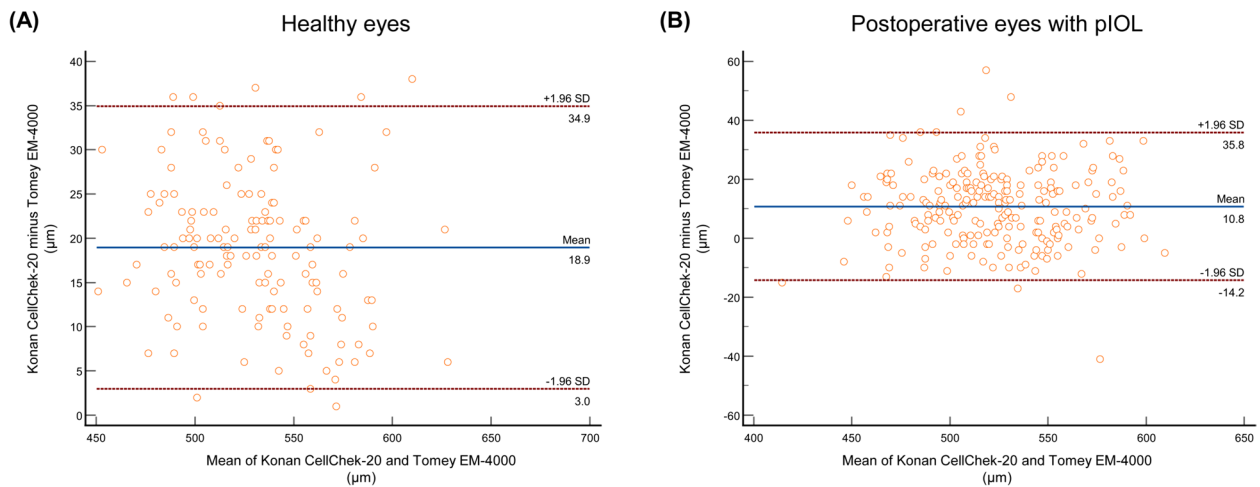 (A)
Healthy eyes
Konan CellChek-20 minus Tomey EM-4000
(μm)
40
35
30
25
20
15
10
5
0
+1.96 SD
34.9
Mean
18.9
-1.96 SD
3.0
450
500
550
600
650
700
Mean of Konan CellChek-20 and Tomey EM-4000
(μm)
(B)
Postoperative eyes with pIOL
Konan CellChek-20 minus Tomey EM-4000
(μm)
60
40
20
0
-20
-40
-60
+1.96 SD
35.8
Mean
10.8
-1.96 SD
-14.2
400
450
500
550
600
650
Mean of Konan CellChek-20 and Tomey EM-4000
(μm)